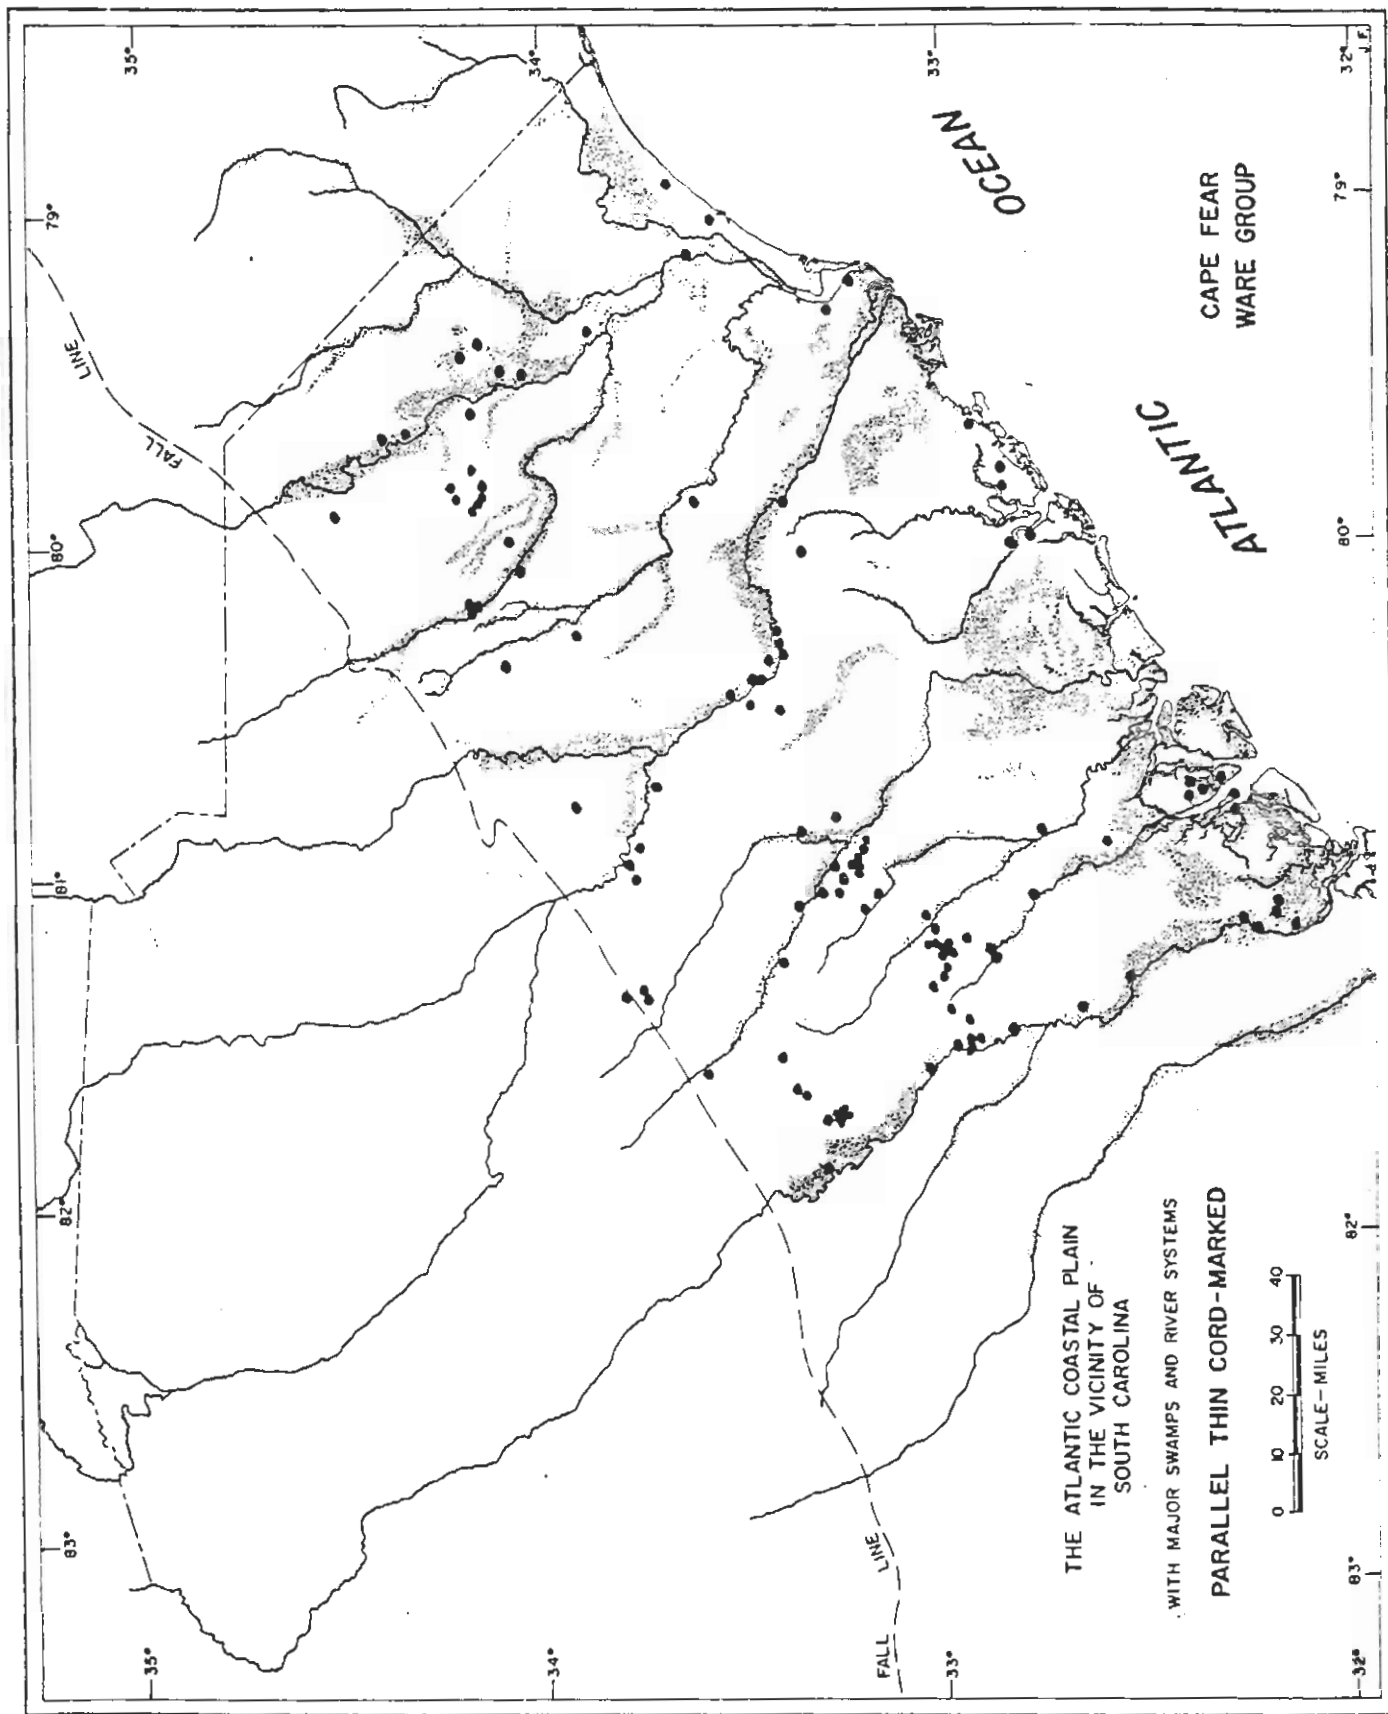 83°
82°
81°
80°
79°
35°
35°
34°
34°
33°
33°
32°
32°
83°
82°
80°
79°
FALL
LINE
FALL
LINE
ATLANTIC
OCEAN
CAPE FEAR
WARE GROUP
THE ATLANTIC COASTAL PLAIN
IN THE VICINITY OF
SOUTH CAROLINA
WITH MAJOR SWAMPS AND RIVER SYSTEMS
PARALLEL THIN CORD-MARKED
0 10 20 30 40
SCALE-MILES
J.F.